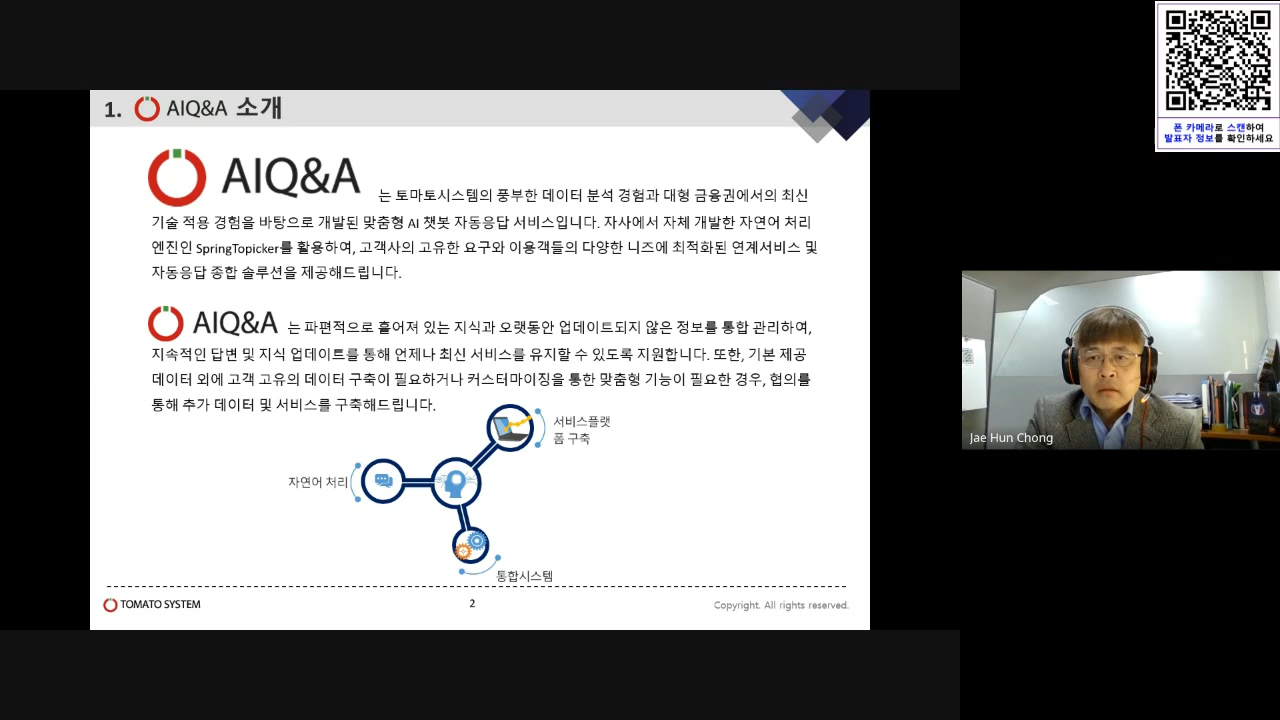 1. AIQ&A 소개
AIQ&A 는 토마토시스템의 풍부한 데이터 분석 경험과 대형 금융권에서의 최신
기술 적용 경험을 바탕으로 개발된 맞춤형 AI 챗봇 자동응답 서비스입니다. 자사에서 자체 개발한 자연어 처리
엔진인 SpringTopicker를 활용하여, 고객사의 고유한 요구와 이용객들의 다양한 니즈에 최적화된 연계서비스 및
자동응답 종합 솔루션을 제공해드립니다.
AIQ&A 는 파편적으로 흩어져 있는 지식과 오랫동안 업데이트되지 않은 정보를 통합 관리하여,
지속적인 답변 및 지식 업데이트를 통해 언제나 최신 서비스를 유지할 수 있도록 지원합니다. 또한, 기본 제공
데이터 외에 고객 고유의 데이터 구축이 필요하거나 커스터마이징을 통한 맞춤형 기능이 필요한 경우, 협의를
통해 추가 데이터 및 서비스를 구축해드립니다.
서비스플랫
폼 구축
자연어 처리
통합시스템
TOMATO SYSTEM
2
Copyright. All rights reserved.
폰 카메라로 스캔하여
발표자 정보를 확인하세요
Jae Hun Chong